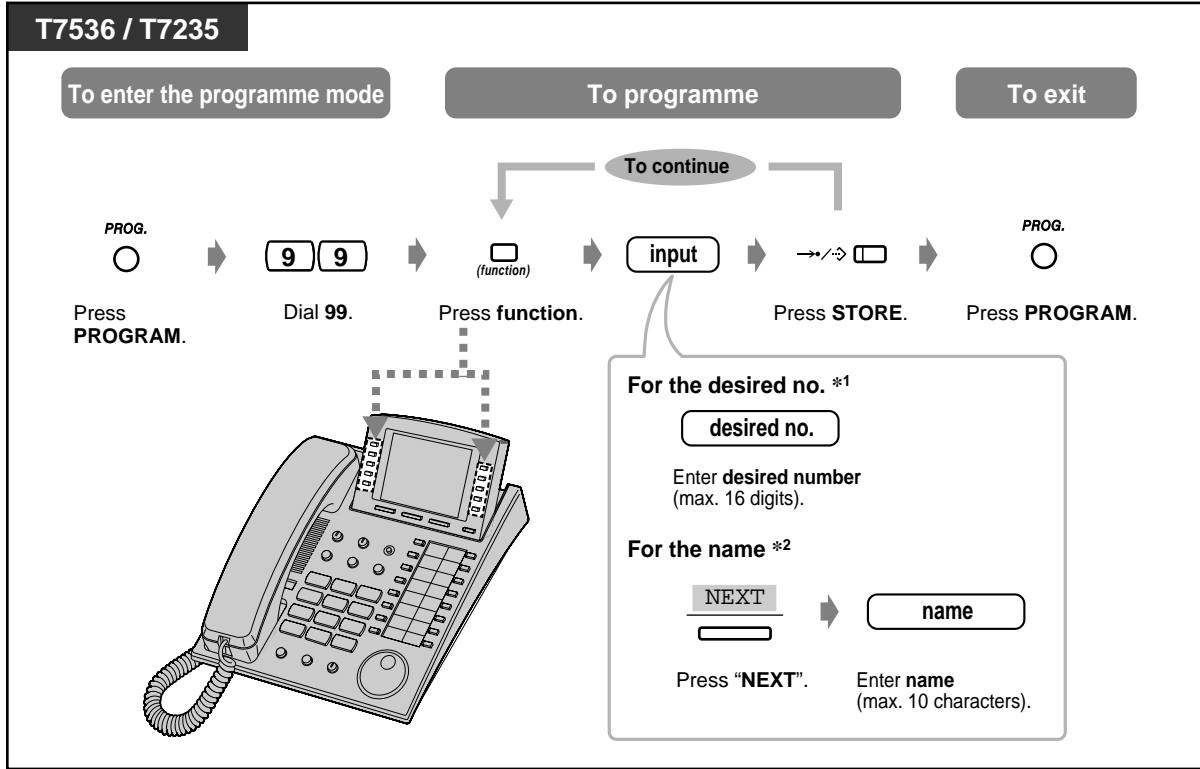 T7536 / T7235
To enter the programme mode
To programme
To exit
To continue
PROG.
9 9
(function)
input
PROG.
Press
PROGRAM.
Dial 99.
Press function.
Press STORE.
Press PROGRAM.
For the desired no. *1
desired no.
Enter desired number
(max. 16 digits).
For the name *2
NEXT
name
Press “NEXT”.
Enter name
(max. 10 characters).